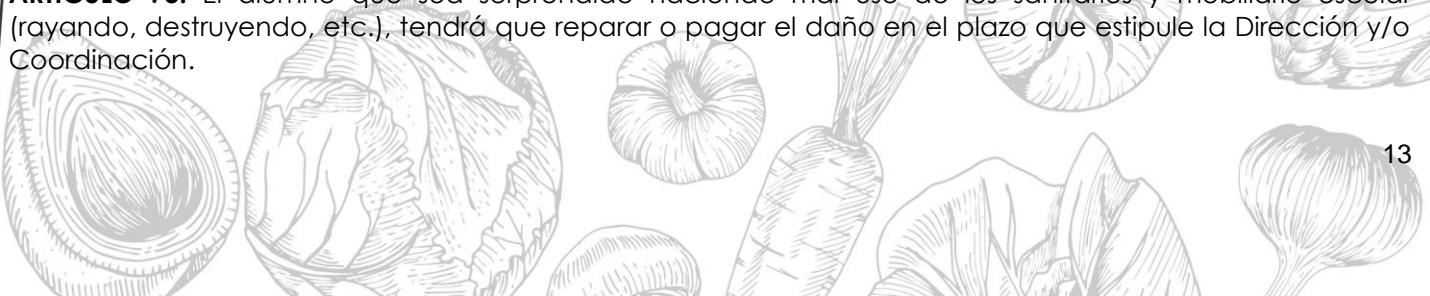 El alumno que sea sorprendido haciendo mal uso de los sanitarios y mobiliario escolar
(rayando, destruyendo, etc.), tendrá que reparar o pagar el daño en el plazo que estipule la Dirección y/o
Coordinación.
13